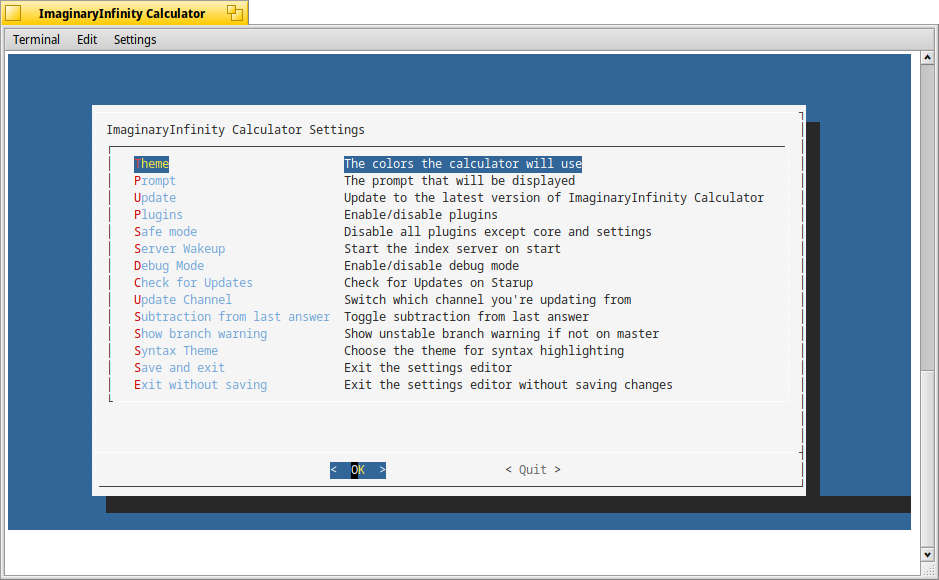 ImaginaryInfinity Calculator
Terminal Edit Settings
ImaginaryInfinity Calculator Settings
Theme The colors the calculator will use
Prompt The prompt that will be displayed
Update Update to the latest version of ImaginaryInfinity Calculator
Plugins Enable/disable plugins
Safe mode Disable all plugins except core and settings
Server Wakeup Start the index server on start
Debug Mode Enable/disable debug mode
Check for Updates Check for Updates on Starup
Update Channel Switch which channel you're updating from
Subtraction from last answer Toggle subtraction from last answer
Show branch warning Show unstable branch warning if not on master
Syntax Theme Choose the theme for syntax highlighting
Save and exit Exit the settings editor
Exit without saving Exit the settings editor without saving changes
< OK > < Quit >